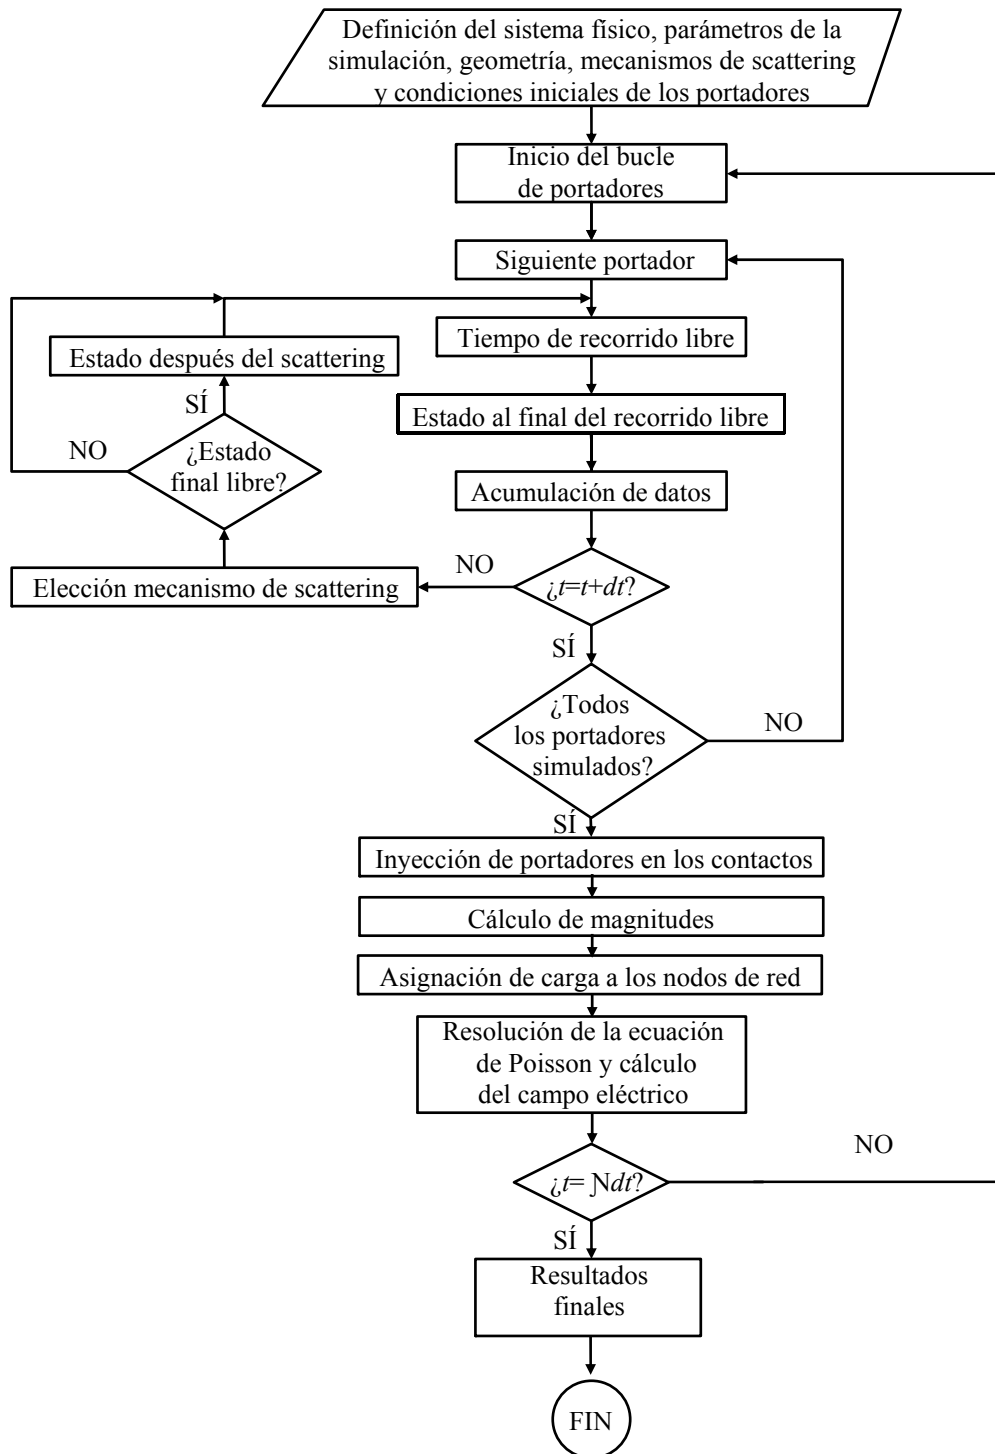 Definición del sistema físico, parámetros de la
simulación, geometría, mecanismos de scattering
y condiciones iniciales de los portadores
Inicio del bucle
de portadores
Siguiente portador
Tiempo de recorrido libre
Estado después del scattering
SÍ
Estado al final del recorrido libre
NO
¿Estado
final libre?
Acumulación de datos
NO
Elección mecanismo de scattering
¿t=t+dt?
SÍ
¿Todos
los portadores
simulados?
NO
SÍ
Inyección de portadores en los contactos
Cálculo de magnitudes
Asignación de carga a los nodos de red
Resolución de la ecuación
de Poisson y cálculo
del campo eléctrico
NO
¿t= Ndt?
SÍ
Resultados
finales
FIN